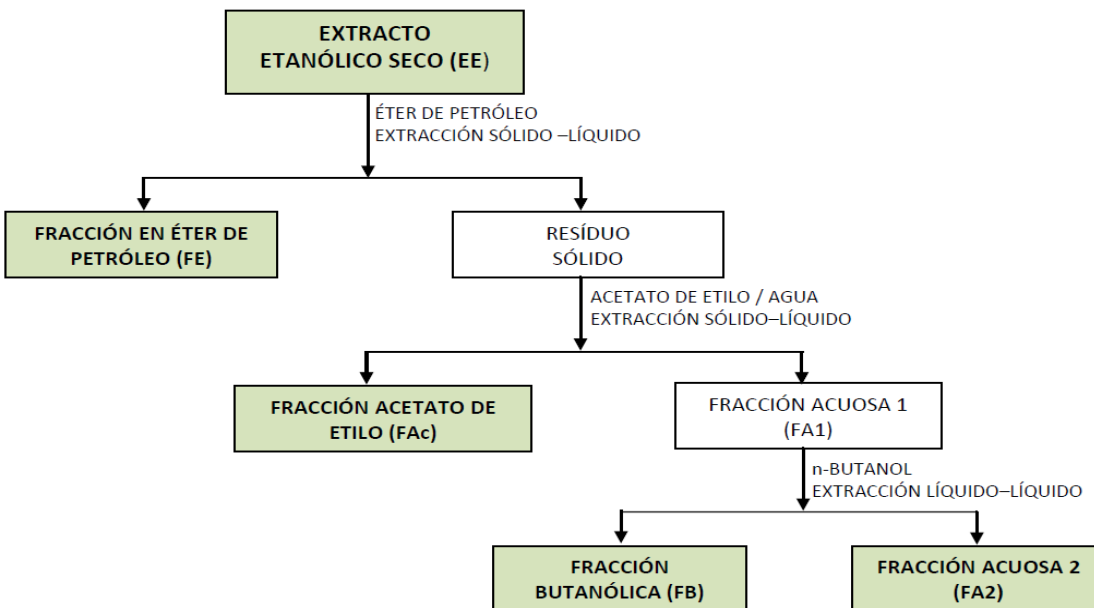 EXTRACTO
ETANÓLICO SECO (EE)
ÉTER DE PETRÓLEO
EXTRACCIÓN SÓLIDO –LÍQUIDO
FRACCIÓN EN ÉTER DE
PETRÓLEO (FE)
RESÍDUO
SÓLIDO
ACETATO DE ETILO / AGUA
EXTRACCIÓN SÓLIDO–LÍQUIDO
FRACCIÓN ACETATO DE
ETILO (FAc)
FRACCIÓN ACUOSA 1
(FA1)
n-BUTANOL
EXTRACCIÓN LÍQUIDO–LÍQUIDO
FRACCIÓN
BUTANÓLICA (FB)
FRACCIÓN ACUOSA 2
(FA2)